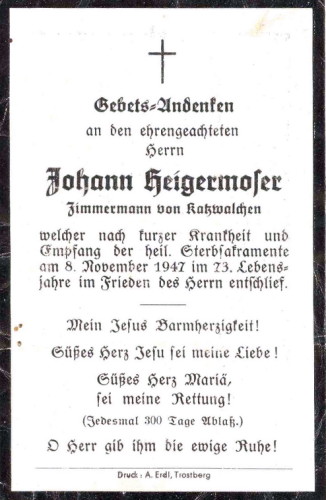 Gebets-Andenken
an den ehrengeachteten
Herrn
Johann Heigermoser
Zimmermann von Katzwalchen
welcher nach kurzer Krankheit und
Empfang der heil. Sterbsakramente
am 8. November 1947 im 73. Lebens-
jahre im Frieden des Herrn entschlief.
Mein Jesus Barmherzigkeit!
Süßes Herz Jesu sei meine Liebe!
Süßes Herz Mariä,
sei meine Rettung!
(Jedesmal 300 Tage Ablaß.)
O Herr gib ihm die ewige Ruhe!
Druck: A. Erdl, Trostberg